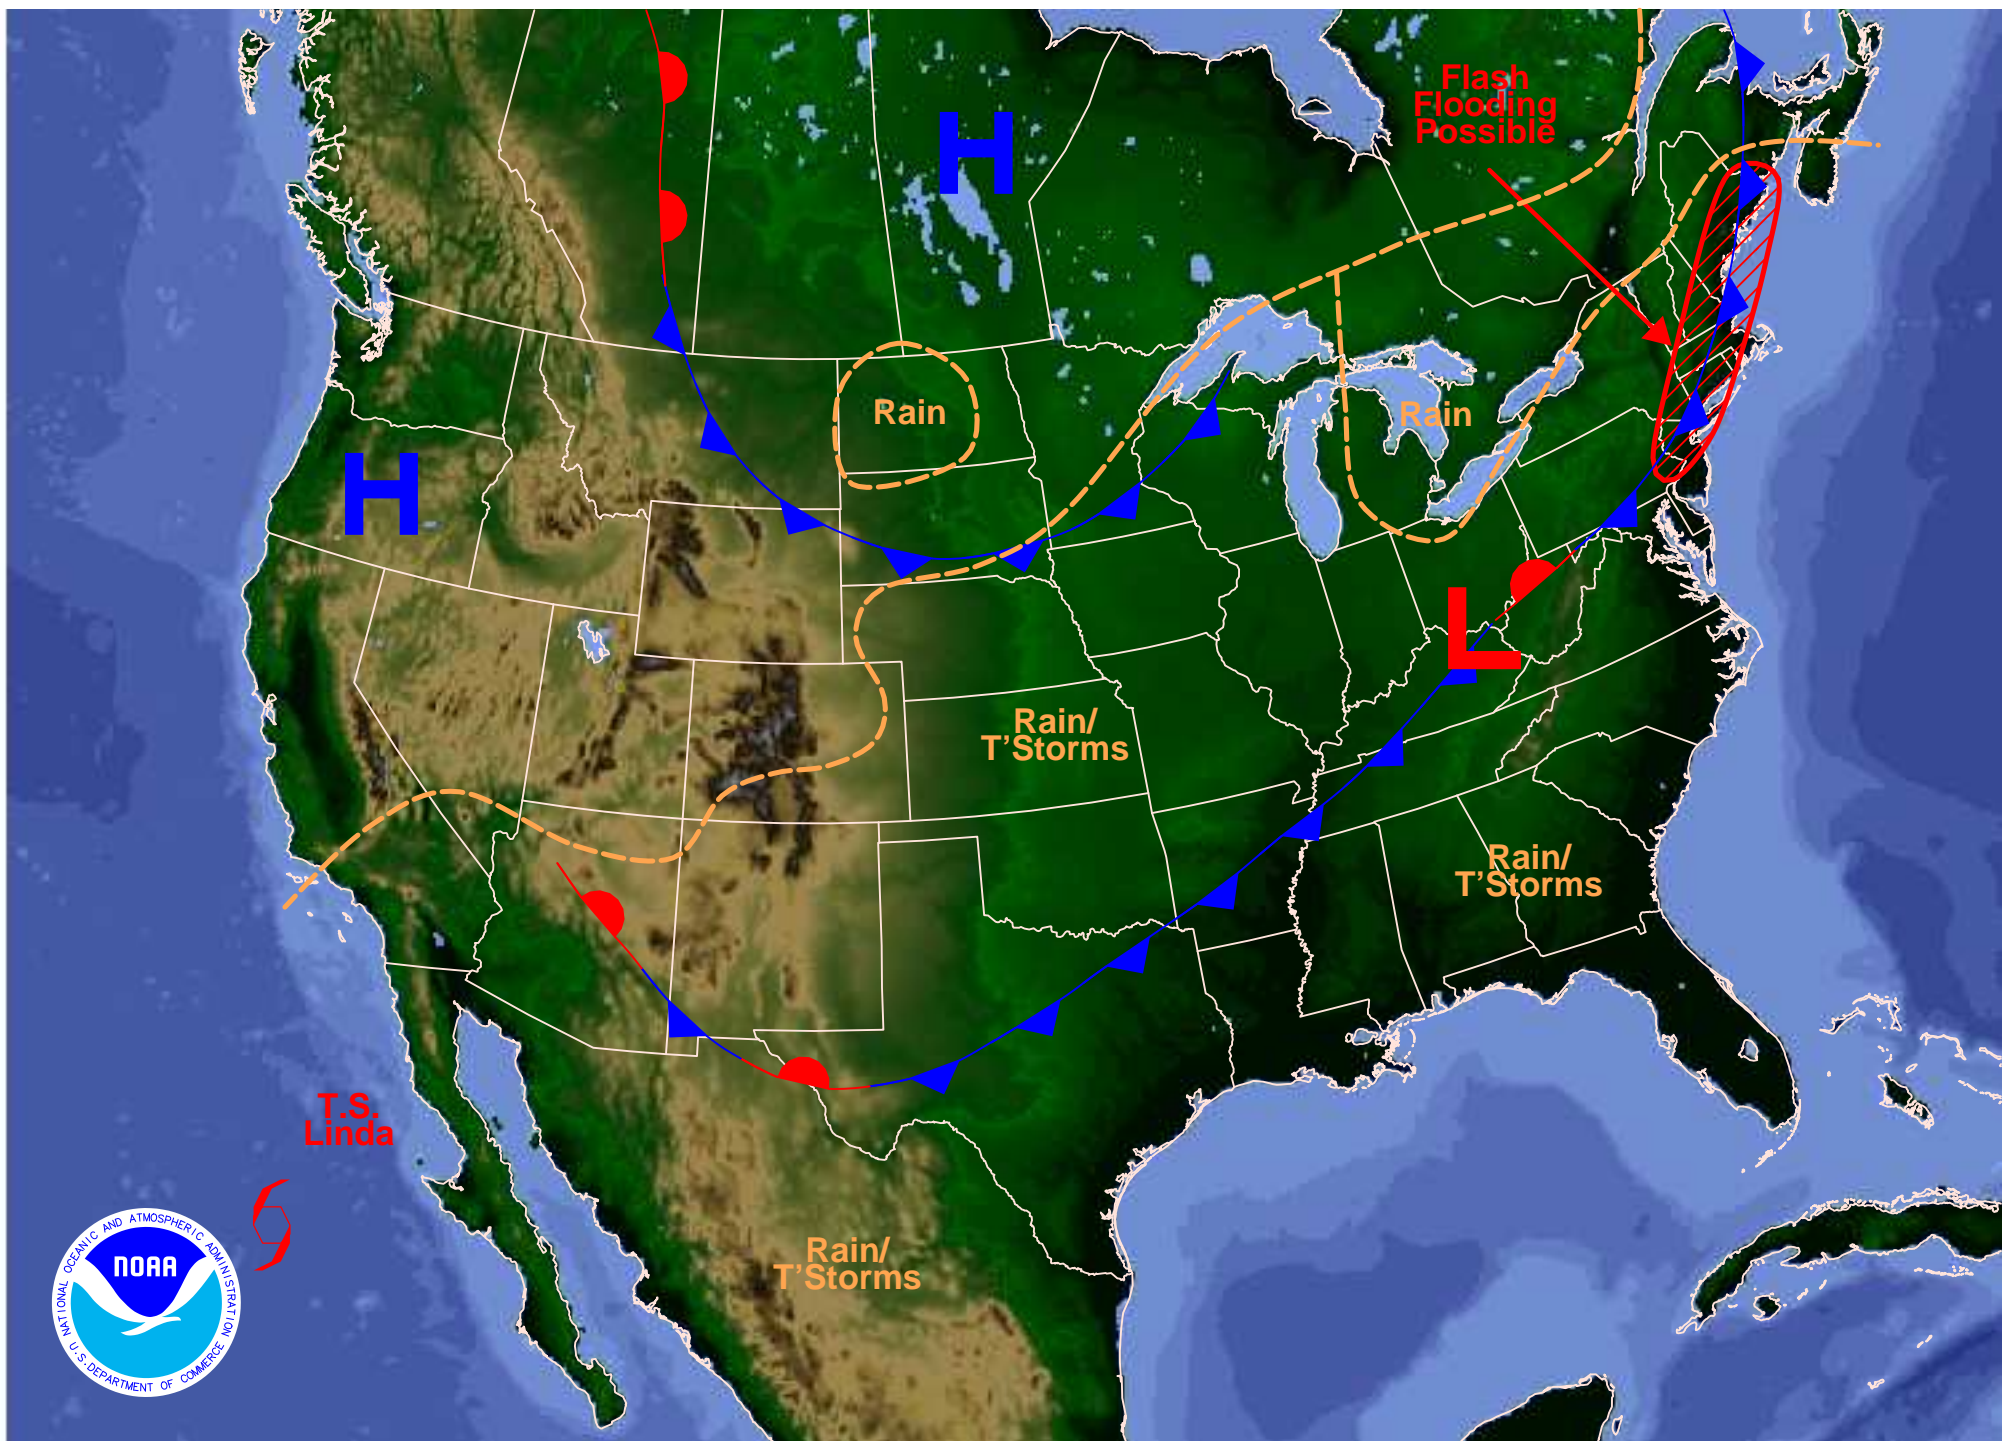 Flash
Flooding
Possible
H
H
Rain
Rain
L
Rain/
T'Storms
Rain/
T'Storms
T.S.
Linda
Rain/
T'Storms
NATIONAL OCEANIC AND ATMOSPHERIC ADMINISTRATION
NOAA
U.S. DEPARTMENT OF COMMERCE